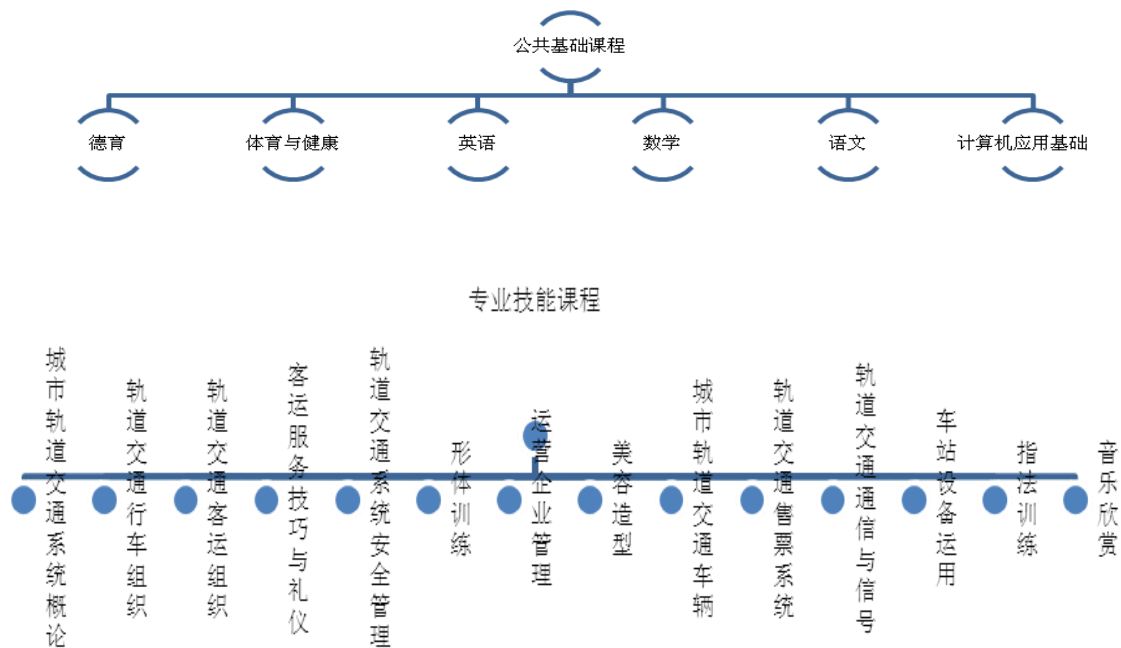 公共基础课程
德育
体育与健康
英语
数学
语文
计算机应用基础
专业技能课程
城市轨道交通系统概论
轨道交通行车组织
轨道交通客运组织
客运服务技巧与礼仪
轨道交通系统安全管理
形体训练
运营企业管理
美容造型
城市轨道交通车辆
轨道交通售票系统
轨道交通通信与信号
车站设备运用
指法训练
音乐欣赏